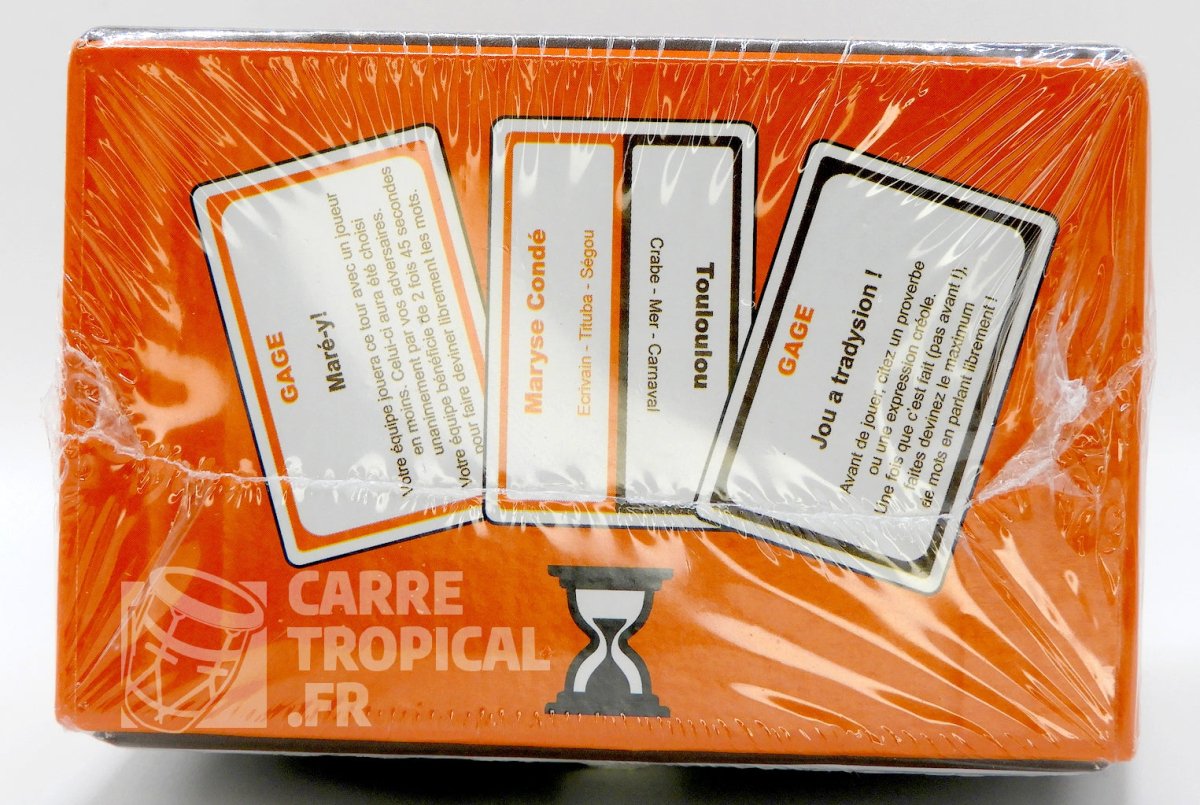 GAGE
Maré-y!
Votre équipe jouera ce tour avec un joueur
en moins. Celui-ci aura été choisi
unanimement par vos adversaires.
Votre équipe bénéficie de 2 fois 45 secondes
pour faire deviner librement les mots.
Maryse Condé
Ecrivain - Tituba - Ségou
Touloulou
Crabe - Mer - Carnaval
GAGE
Jou a tradysion !
Avant de jouer, citez un proverbe
ou une expression créole.
Une fois que c'est fait (pas avant !),
faites devinez le maximum
de mots en parlant librement !
CARRE
TROPICAL
.FR